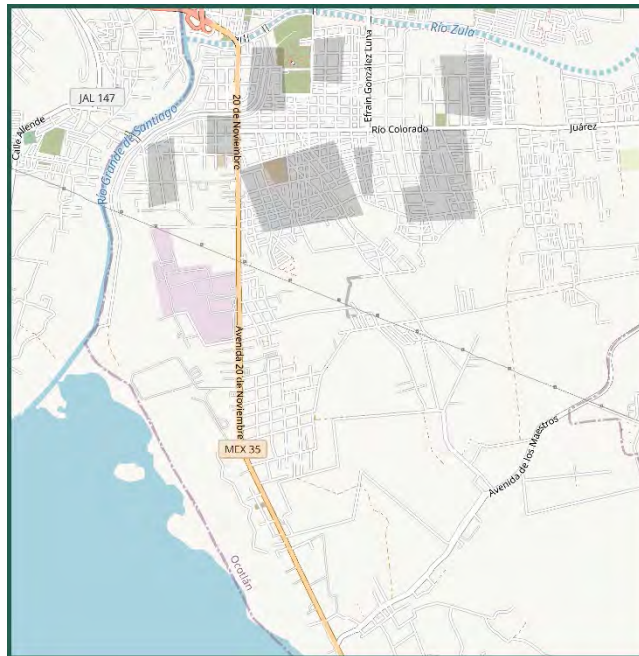 Río Zula
Efraín González Luna
JAL 147
20 de Noviembre
Río Colorado
Juárez
Calle Allende
Río Grande de Santiago
Avenida 20 de Noviembre
MEX 35
Avenida de los Maestros
Ocotlán